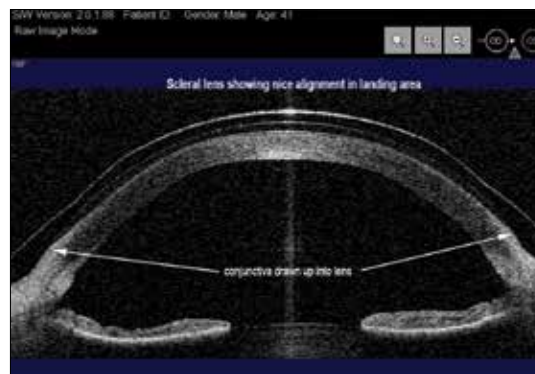 S/W Version: 2.0.1.88 Patient ID: Gender: Male Age: 41
Raw Image Mode
Scleral lens showing nice alignment in landing area
conjunctiva drawn up into lens